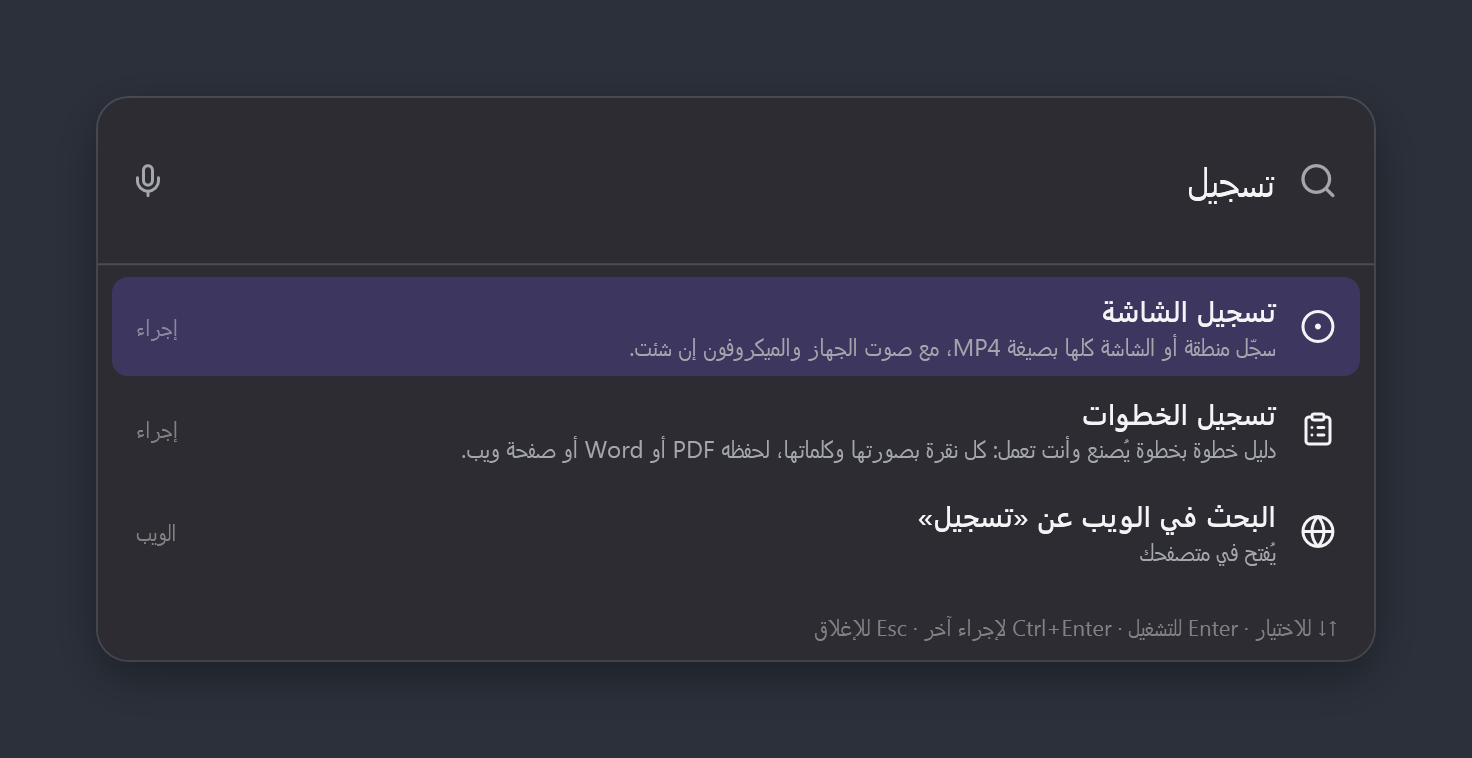 تسجيل
تسجيل الشاشة
سجّل منطقة أو الشاشة كلها بصيغة MP4، مع صوت الجهاز والميكروفون إن شئت.
إجراء
تسجيل الخطوات
دليل خطوة بخطوة يُصنع وأنت تعمل: كل نقرة بصورتها وكلماتها، لحفظه PDF أو Word أو صفحة ويب.
إجراء
البحث في الويب عن «تسجيل»
يُفتح في متصفحك
الويب
↑↓ للاختيار · Enter للتشغيل · Ctrl+Enter لإجراء آخر · Esc للإغلاق